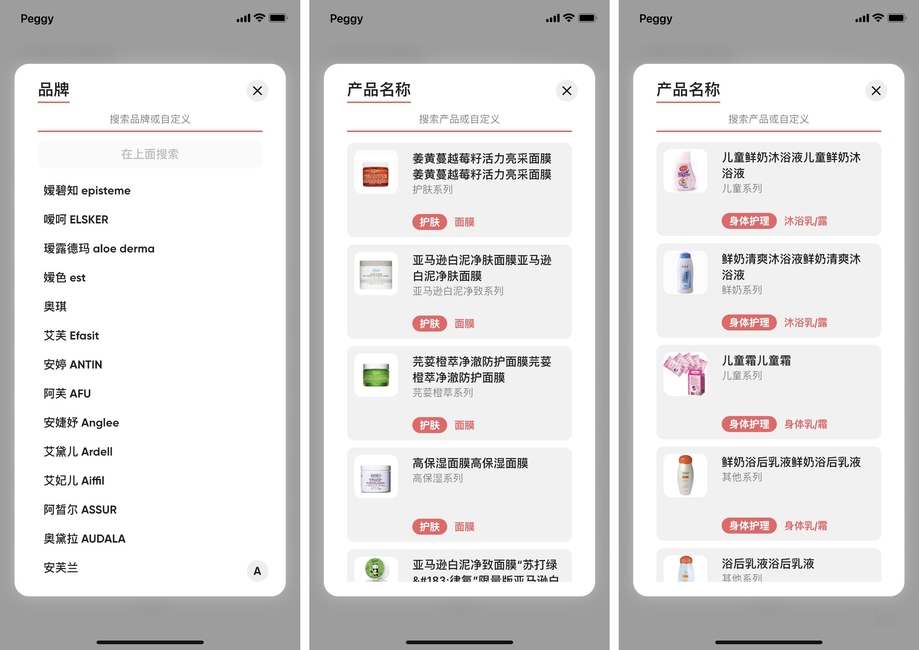 Peggy
品牌
搜索品牌或自定义
在上面搜索
嫒碧知 episteme
嗳呵 ELSKER
瑷露德玛 aloe derma
嫒色 est
奥琪
艾芙 Efasit
安婷 ANTIN
阿芙 AFU
安婕妤 Anglee
艾黛儿 Ardell
艾妃儿 Aiffil
阿皙尔 ASSUR
奥黛拉 AUDALA
安芙兰
A
Peggy
产品名称
搜索产品或自定义
姜黄蔓越莓籽活力亮采面膜
姜黄蔓越莓籽活力亮采面膜
护肤系列
护肤 面膜
亚马逊白泥净肤面膜亚马逊
白泥净肤面膜
亚马逊白泥净致系列
护肤 面膜
芫荽橙萃净澈防护面膜芫荽
橙萃净澈防护面膜
芫荽橙萃系列
护肤 面膜
高保湿面膜高保湿面膜
高保湿系列
护肤 面膜
亚马逊白泥净致面膜“苏打绿
&#183;律氪”限量版亚马逊白
Peggy
产品名称
搜索产品或自定义
儿童鲜奶沐浴液儿童鲜奶沐
浴液
儿童系列
身体护理 沐浴乳/露
鲜奶清爽沐浴液鲜奶清爽沐
浴液
鲜奶系列
身体护理 沐浴乳/露
儿童霜儿童霜
儿童系列
身体护理 身体乳/霜
鲜奶浴后乳液鲜奶浴后乳液
其他系列
身体护理 身体乳/霜
浴后乳液浴后乳液
其他系列